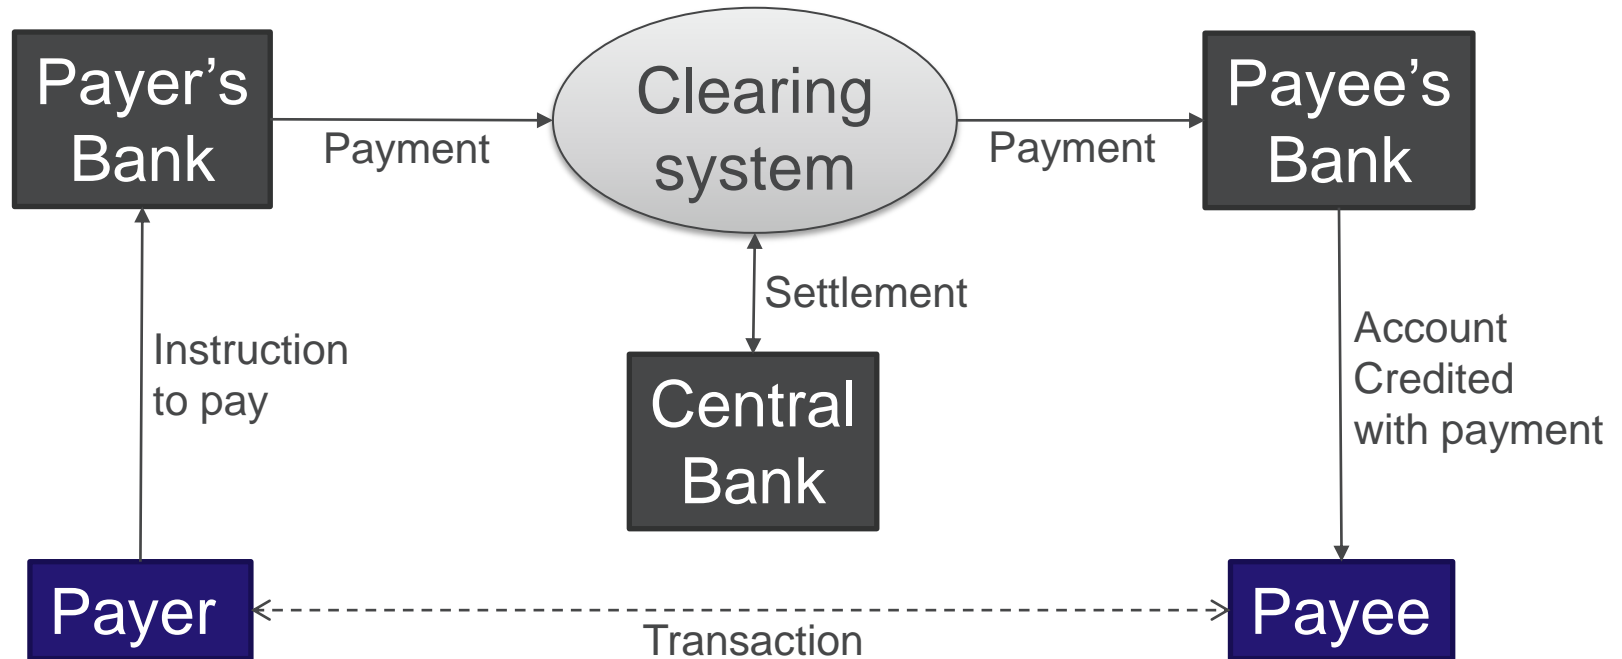 Payer’s
Bank
Payment
Clearing
system
Payment
Payee’s
Bank
Instruction
to pay
Settlement
Central
Bank
Account
Credited
with payment
Payer
Transaction
Payee